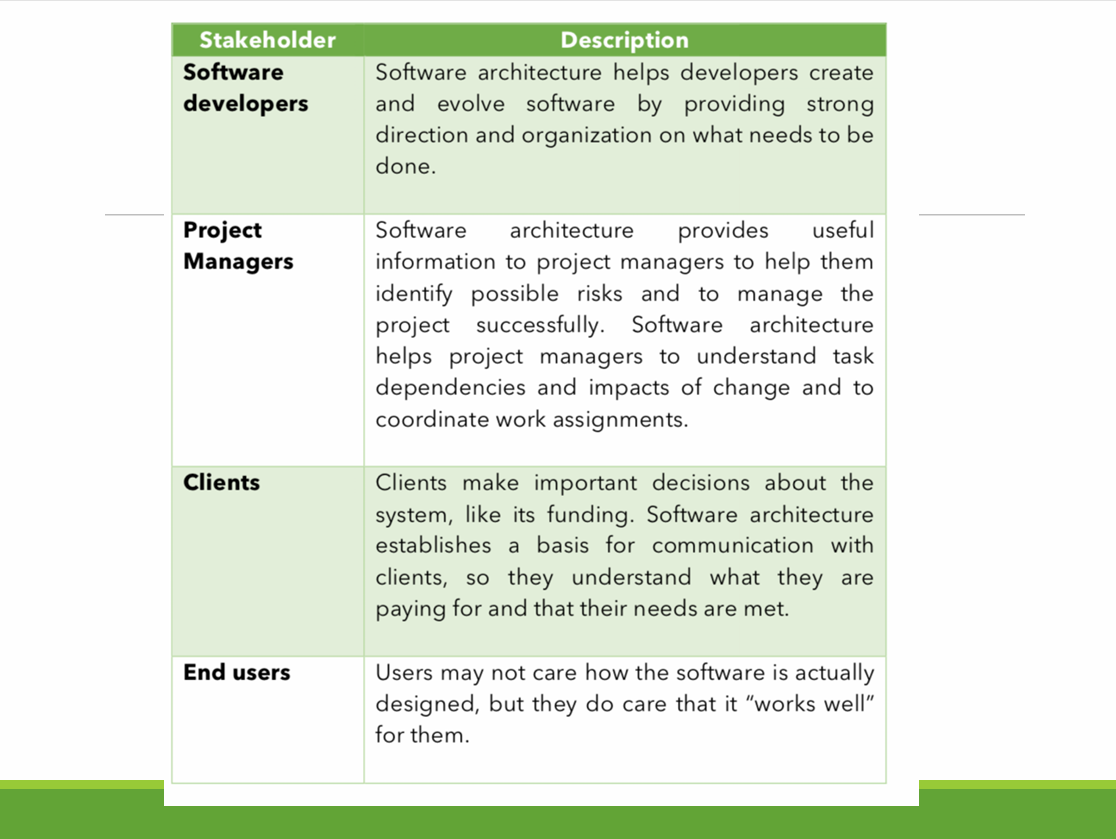 Stakeholder Description
Software
developers
Software architecture helps developers create
and evolve software by providing strong
direction and organization on what needs to be
done.
Project
Managers
Software architecture provides useful
information to project managers to help them
identify possible risks and to manage the
project successfully. Software architecture
helps project managers to understand task
dependencies and impacts of change and to
coordinate work assignments.
Clients
Clients make important decisions about the
system, like its funding. Software architecture
establishes a basis for communication with
clients, so they understand what they are
paying for and that their needs are met.
End users
Users may not care how the software is actually
designed, but they do care that it “works well”
for them.